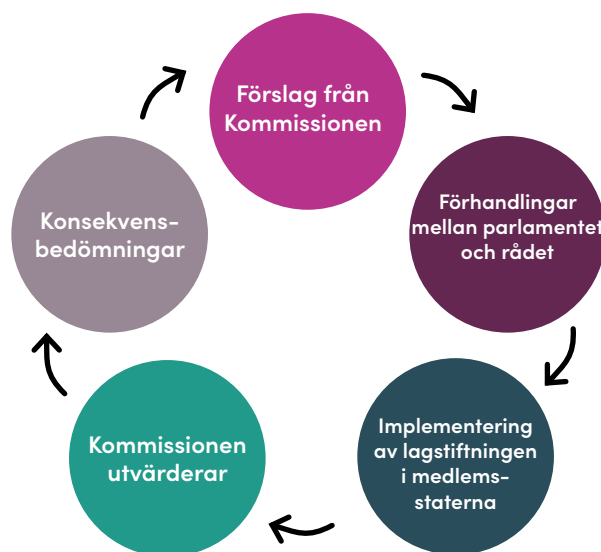 Förslag från
Kommissionen
Förhandlingar
mellan parlamentet
och rådet
Implementering
av lagstiftningen
i medlems-
staterna
Kommissionen
utvärderar
Konsekvens-
bedömningar